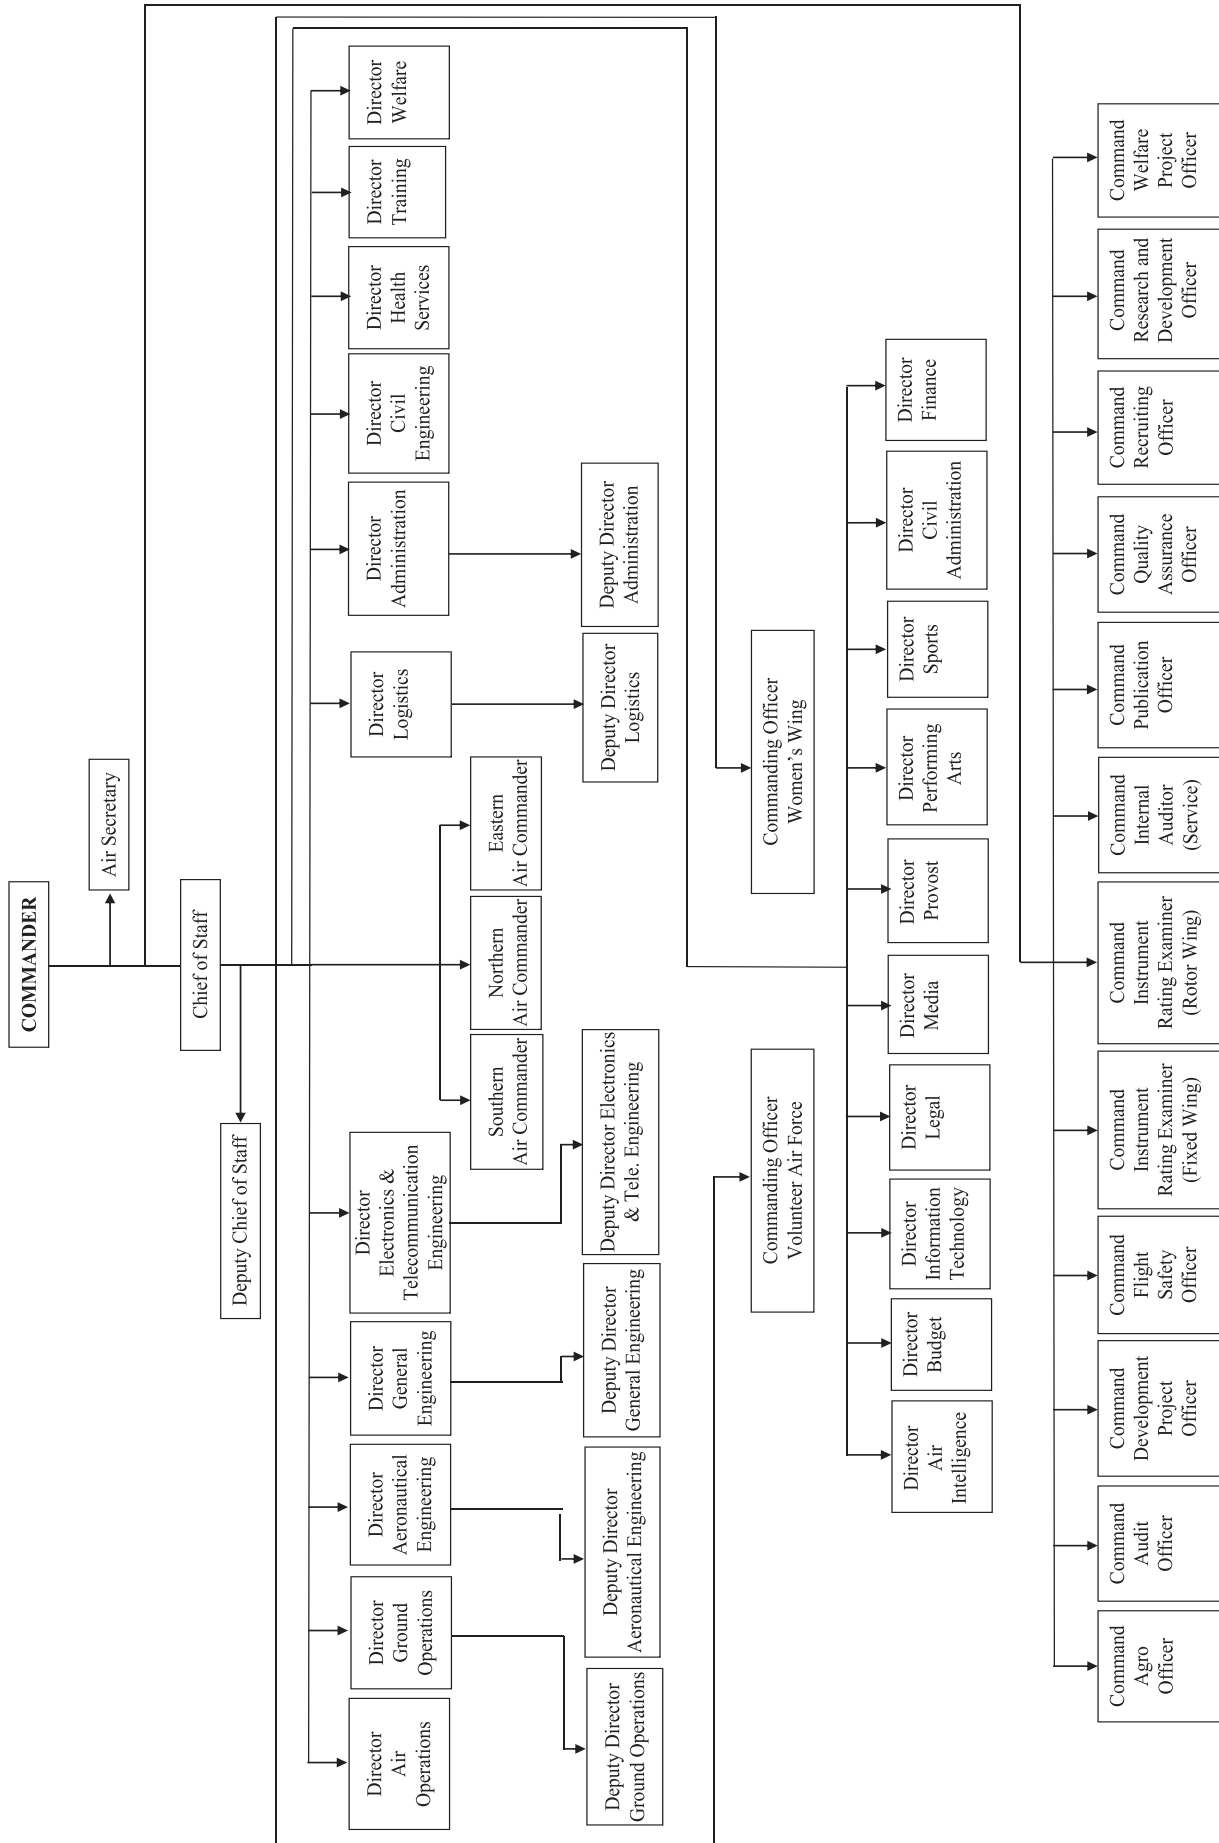 COMMANDER
Air Secretary
Chief of Staff
Deputy Chief of Staff
Director
Air
Operations
Director
Ground
Operations
Director
Aeronautical
Engineering
Director
General
Engineering
Director
Electronics &
Telecommunication
Engineering
Director
Logistics
Director
Administration
Director
Civil
Engineering
Director
Health
Services
Director
Training
Director
Welfare
Southern
Air Commander
Northern
Air Commander
Eastern
Air Commander
Deputy Director
Ground Operations
Deputy Director
Aeronautical Engineering
Deputy Director
General Engineering
Deputy Director Electronics
& Tele. Engineering
Deputy Director
Logistics
Deputy Director
Administration
Commanding Officer
Volunteer Air Force
Commanding Officer
Women's Wing
Director
Air
Intelligence
Director
Budget
Director
Information
Technology
Director
Legal
Director
Media
Director
Provost
Director
Performing
Arts
Director
Sports
Director
Civil
Administration
Director
Finance
Command
Agro
Officer
Command
Audit
Officer
Command
Development
Project
Officer
Command
Flight
Safety
Officer
Command
Instrument
Rating Examiner
(Fixed Wing)
Command
Instrument
Rating Examiner
(Rotor Wing)
Command
Internal
Auditor
(Service)
Command
Publication
Officer
Command
Quality
Assurance
Officer
Command
Recruiting
Officer
Command
Research and
Development
Officer
Command
Welfare
Project
Officer